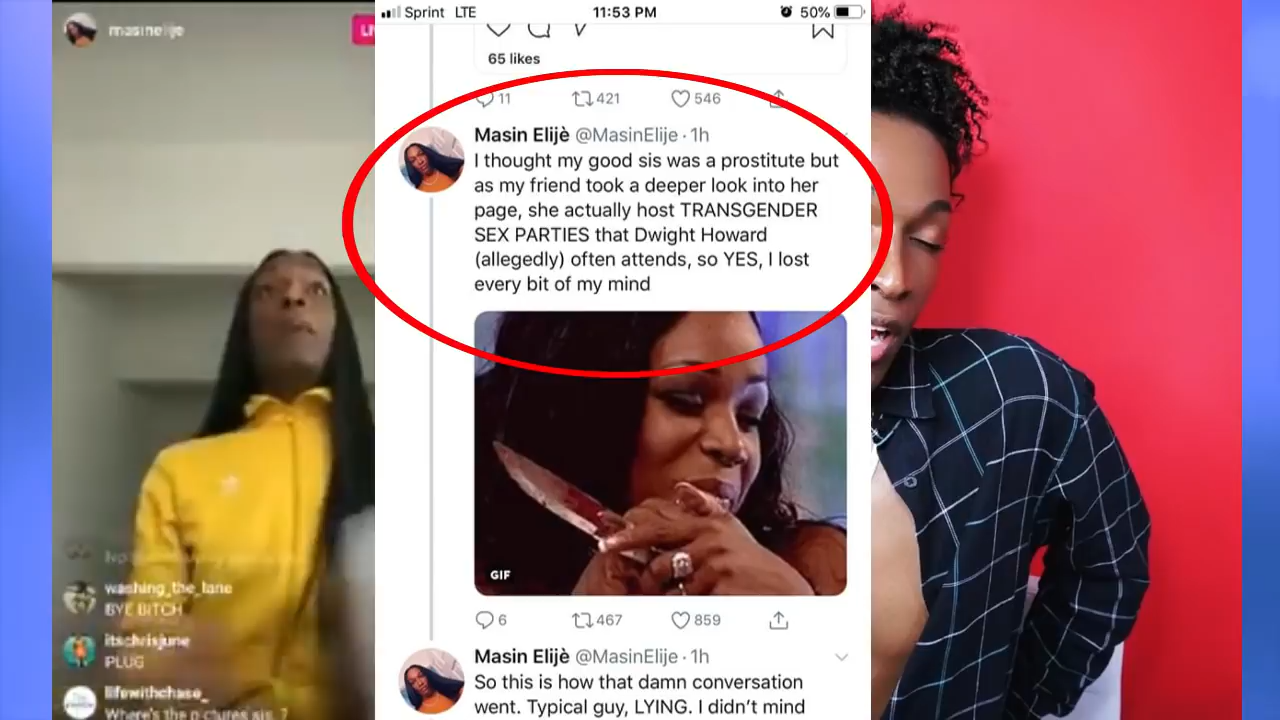 masinelije
Sprint LTE 11:53 PM 50%
65 likes
11 421 546
Masin Elijè @MasinElije · 1h
I thought my good sis was a prostitute but
as my friend took a deeper look into her
page, she actually host TRANSGENDER
SEX PARTIES that Dwight Howard
(allegedly) often attends, so YES, I lost
every bit of my mind
GIF
6 467 859
Masin Elijè @MasinElije · 1h
So this is how that damn conversation
went. Typical guy, LYING. I didn't mind
washing_the_lane
BYE BITCH
itschrisjune
PLUG
lifewithchase_
Where's the pictures sis ?